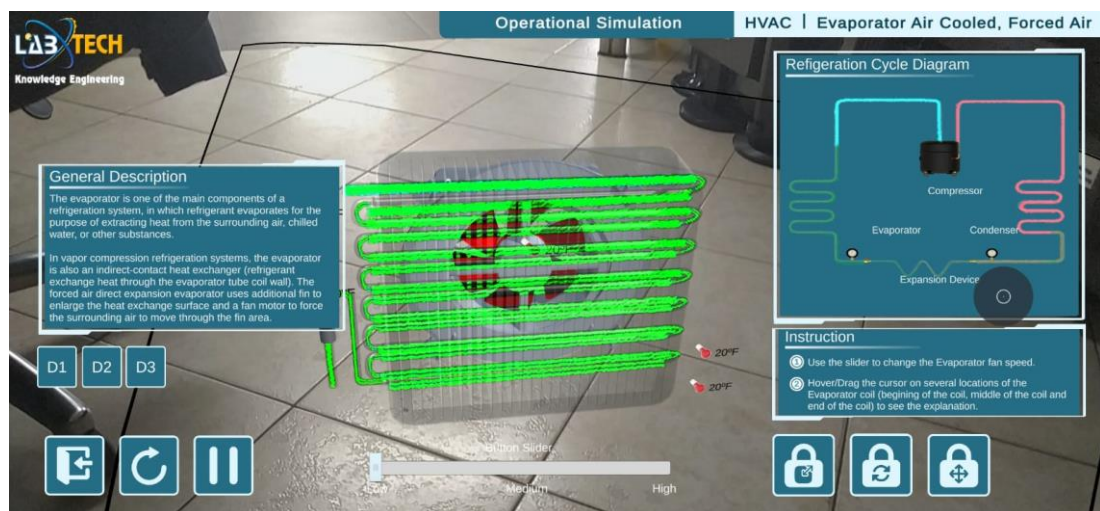 Operational Simulation
HVAC | Evaporator Air Cooled, Forced Air
LABTECH
Knowledge Engineering
Refigeration Cycle Diagram
Compressor
Evaporator
Condenser
Expansion Device
General Description
The evaporator is one of the main components of a
refrigeration system, in which refrigerant evaporates for the
purpose of extracting heat from the surrounding air, chilled
water, or other substances.
In vapor compression refrigeration systems, the evaporator
is also an indirect-contact heat exchanger (refrigerant
exchange heat through the evaporator tube coil wall). The
forced air direct expansion evaporator uses additional fin to
enlarge the heat exchange surface and a fan motor to force
the surrounding air to move through the fin area.
D1 D2 D3
20°F
20°F
Instruction
1 Use the slider to change the Evaporator fan speed.
2 Hover/Drag the cursor on several locations of the
Evaporator coil (begining of the coil, middle of the coil and
end of the coil) to see the explanation.
Button Slider
Low Medium High